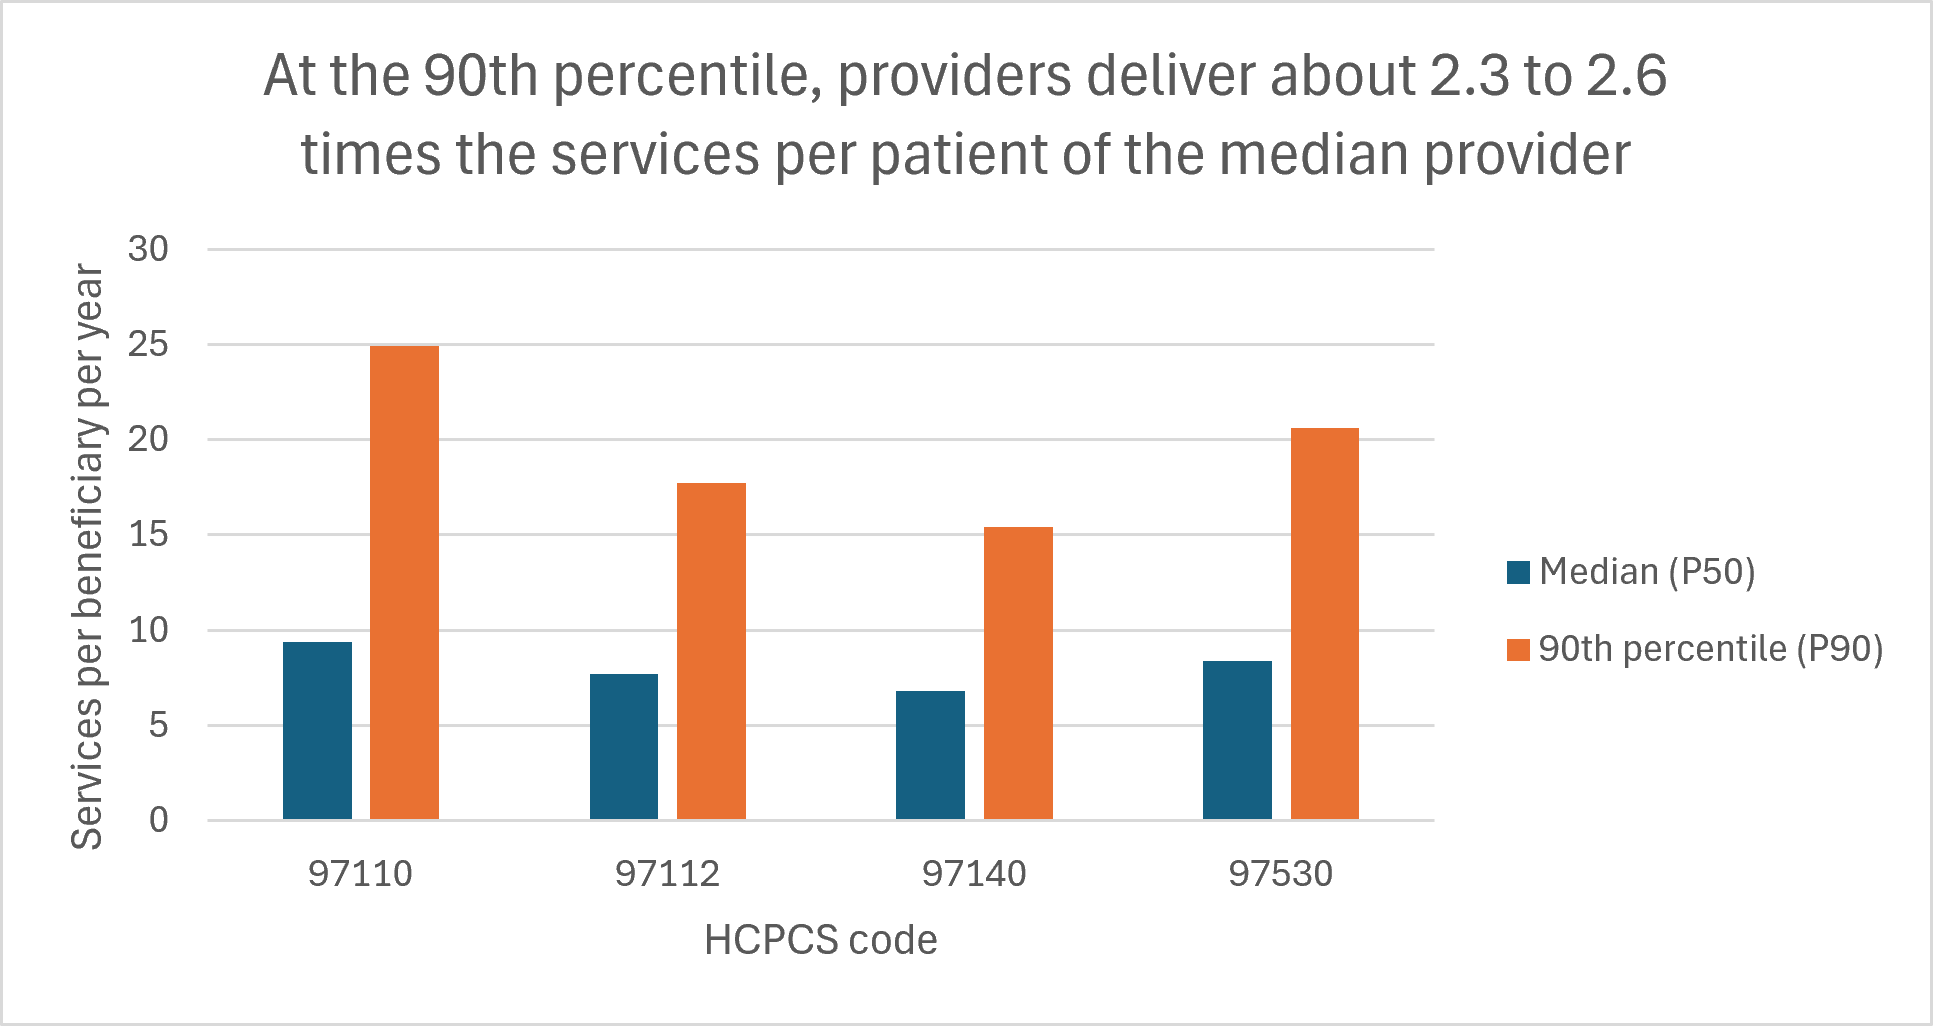 At the 90th percentile, providers deliver about 2.3 to 2.6
times the services per patient of the median provider
Services per beneficiary per year
30
25
20
15
10
5
0
97110
97112
97140
97530
HCPCS code
Median (P50)
90th percentile (P90)